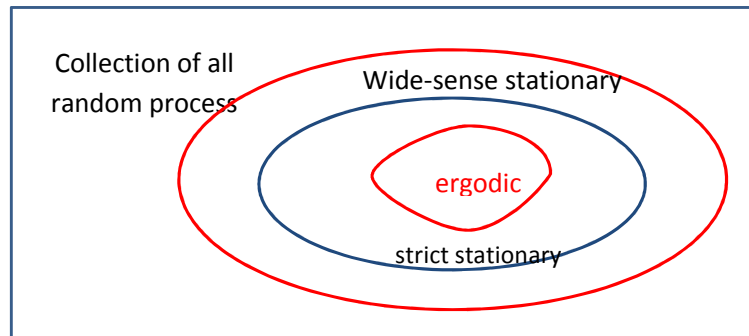 Collection of all
random process
Wide-sense stationary
ergodic
strict stationary